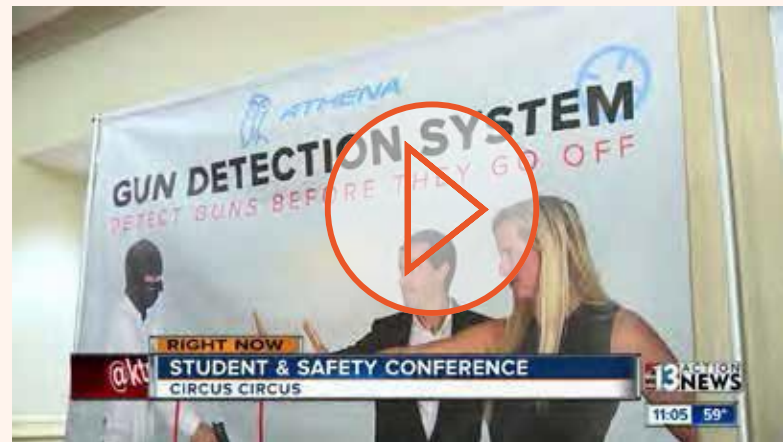 ATHENA
GUN DETECTION SYSTEM
DETECT GUNS BEFORE THEY GO OFF
RIGHT NOW
@kt
STUDENT & SAFETY CONFERENCE
CIRCUS CIRCUS
13 ACTION NEWS
11:05 59°